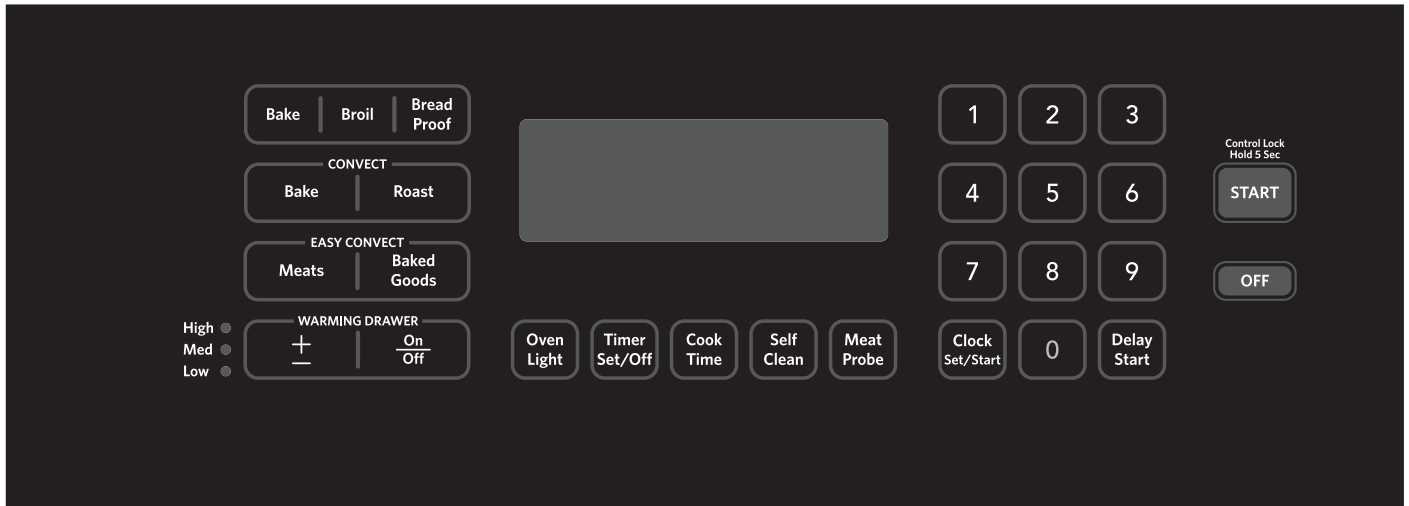 Bake
Broil
Bread
Proof
CONVECT
Bake
Roast
EASY CONVECT
Meats
Baked
Goods
High
Med
Low
WARMING DRAWER
+
−
On
Off
Oven
Light
Timer
Set/Off
Cook
Time
Self
Clean
Meat
Probe
1
2
3
4
5
6
7
8
9
Clock
Set/Start
0
Delay
Start
Control Lock
Hold 5 Sec
START
OFF